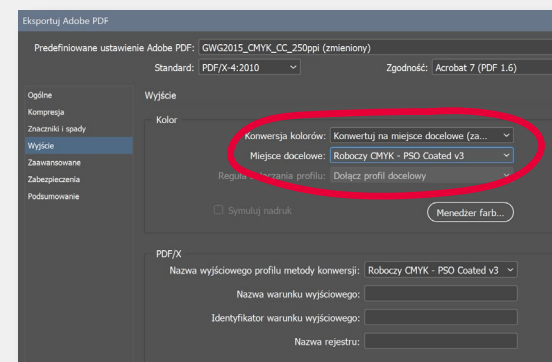 Eksportuj Adobe PDF
Predefiniowane ustawienie Adobe PDF: GWG2015_CMYK_CC_250ppi (zmieniony)
Standard: PDF/X-4:2010 Zgodność: Acrobat 7 (PDF 1.6)
Ogólne
Kompresja
Znaczniki i spady
Wyjście
Zaawansowane
Zabezpieczenia
Podsumowanie
Wyjście
Kolor
Konwersja kolorów: Konwertuj na miejsce docelowe (za...
Miejsce docelowe: Roboczy CMYK - PSO Coated v3
profilu: Dołącz profil docelowy
Symuluj nadruk
Menedżer farb...
PDF/X
Nazwa wyjściowego profilu metody konwersji: Roboczy CMYK - PSO Coated v3
Nazwa warunku wyjściowego:
Identyfikator warunku wyjściowego:
Nazwa rejestru: